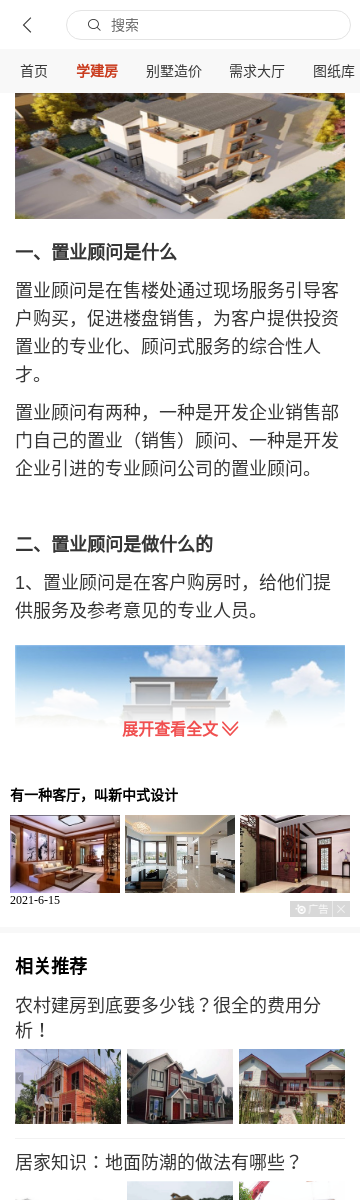 搜索
首页 学建房 别墅造价 需求大厅 图纸库
一、置业顾问是什么
置业顾问是在售楼处通过现场服务引导客
户购买，促进楼盘销售，为客户提供投资
置业的专业化、顾问式服务的综合性人
才。
置业顾问有两种，一种是开发企业销售部
门自己的置业（销售）顾问、一种是开发
企业引进的专业顾问公司的置业顾问。
二、置业顾问是做什么的
1、置业顾问是在客户购房时，给他们提
供服务及参考意见的专业人员。
展开查看全文
有一种客厅，叫新中式设计
2021-6-15
广告
相关推荐
农村建房到底要多少钱？很全的费用分
析！
居家知识：地面防潮的做法有哪些？